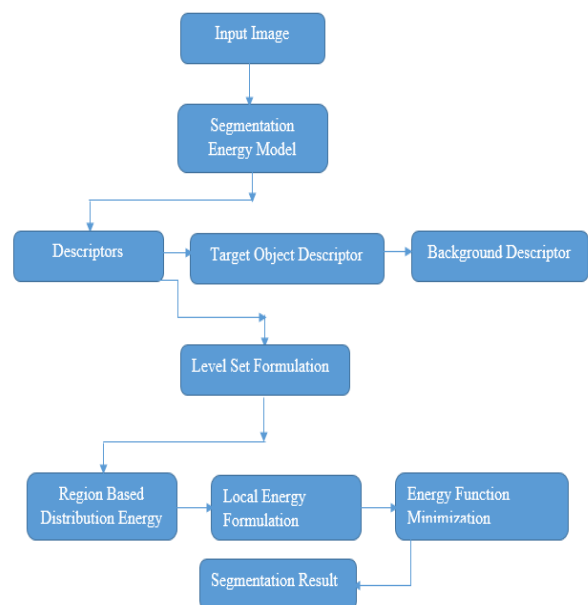 Input Image
Segmentation
Energy Model
Descriptors
Target Object Descriptor
Background Descriptor
Level Set Formulation
Region Based
Distribution Energy
Local Energy
Formulation
Energy Function
Minimization
Segmentation Result